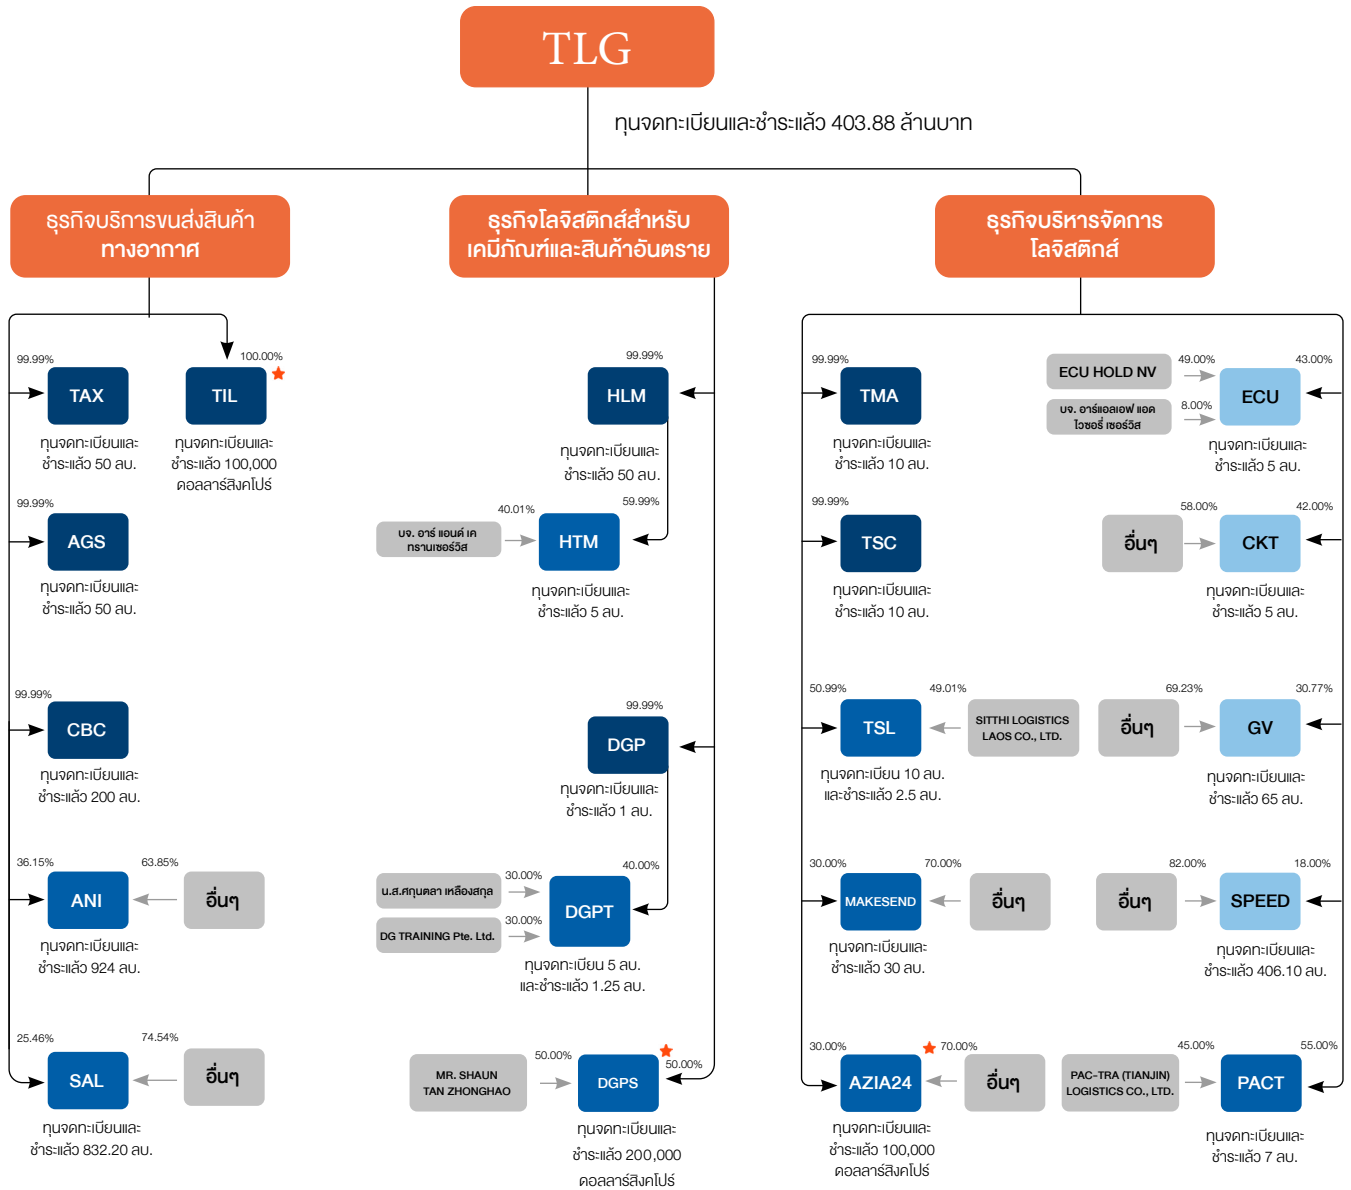 TLG
ทุนจดทะเบียนและชำระแล้ว 403.88 ล้านบาท
ธุรกิจบริการขนส่งสินค้า
ทางอากาศ
99.99%
TAX
ทุนจดทะเบียนและ
ชำระแล้ว 50 ลบ.
100.00%
TIL
ทุนจดทะเบียนและ
ชำระแล้ว 100,000
ดอลลาร์สิงคโปร์
99.99%
AGS
ทุนจดทะเบียนและ
ชำระแล้ว 50 ลบ.
99.99%
CBC
ทุนจดทะเบียนและ
ชำระแล้ว 200 ลบ.
36.15%
63.85%
ANI
อื่นๆ
ทุนจดทะเบียนและ
ชำระแล้ว 924 ลบ.
25.46%
74.54%
SAL
อื่นๆ
ทุนจดทะเบียนและ
ชำระแล้ว 832.20 ลบ.
ธุรกิจโลจิสติกส์สำหรับ
เคมีภัณฑ์และสินค้าอันตราย
99.99%
HLM
ทุนจดทะเบียนและ
ชำระแล้ว 50 ลบ.
40.01%
59.99%
บจ. อาร์ แอนด์ เค
ทรานเซอร์วิส
HTM
ทุนจดทะเบียนและ
ชำระแล้ว 5 ลบ.
99.99%
DGP
ทุนจดทะเบียนและ
ชำระแล้ว 1 ลบ.
40.00%
30.00%
น.ส.ศกุนตลา เหลืองสกุล
30.00%
DG TRAINING Pte. Ltd.
DGPT
ทุนจดทะเบียน 5 ลบ.
และชำระแล้ว 1.25 ลบ.
50.00%
50.00%
MR. SHAUN
TAN ZHONGHAO
DGPS
ทุนจดทะเบียนและ
ชำระแล้ว 200,000
ดอลลาร์สิงคโปร์
ธุรกิจบริหารจัดการ
โลจิสติกส์
99.99%
TMA
ทุนจดทะเบียนและ
ชำระแล้ว 10 ลบ.
ECU HOLD NV
49.00%
43.00%
บจ. อาร์แอลเอฟ แอด
ไวซอรี่ เซอร์วิส
8.00%
ECU
ทุนจดทะเบียนและ
ชำระแล้ว 5 ลบ.
99.99%
TSC
ทุนจดทะเบียนและ
ชำระแล้ว 10 ลบ.
58.00%
42.00%
อื่นๆ
CKT
ทุนจดทะเบียนและ
ชำระแล้ว 5 ลบ.
50.99%
49.01%
TSL
SITTHI LOGISTICS
LAOS CO., LTD.
ทุนจดทะเบียน 10 ลบ.
และชำระแล้ว 2.5 ลบ.
69.23%
30.77%
อื่นๆ
GV
ทุนจดทะเบียนและ
ชำระแล้ว 65 ลบ.
30.00%
70.00%
MAKESEND
อื่นๆ
ทุนจดทะเบียนและ
ชำระแล้ว 30 ลบ.
82.00%
18.00%
อื่นๆ
SPEED
ทุนจดทะเบียนและ
ชำระแล้ว 406.10 ลบ.
30.00%
70.00%
AZIA24
อื่นๆ
ทุนจดทะเบียนและ
ชำระแล้ว 100,000
ดอลลาร์สิงคโปร์
45.00%
55.00%
PAC-TRA (TIANJIN)
LOGISTICS CO., LTD.
PACT
ทุนจดทะเบียนและ
ชำระแล้ว 7 ลบ.